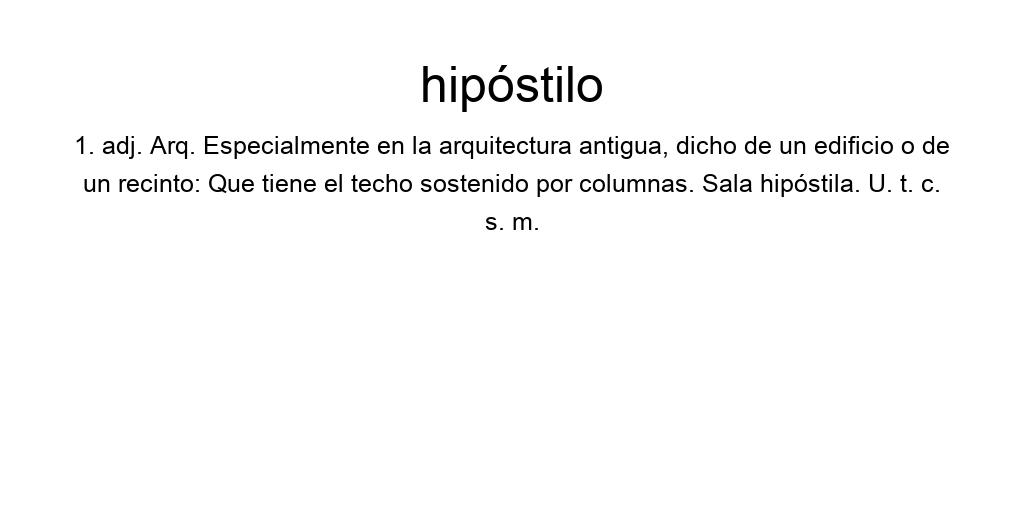 hipóstilo
1. adj. Arq. Especialmente en la arquitectura antigua, dicho de un edificio o de
un recinto: Que tiene el techo sostenido por columnas. Sala hipóstila. U. t. c.
s. m.